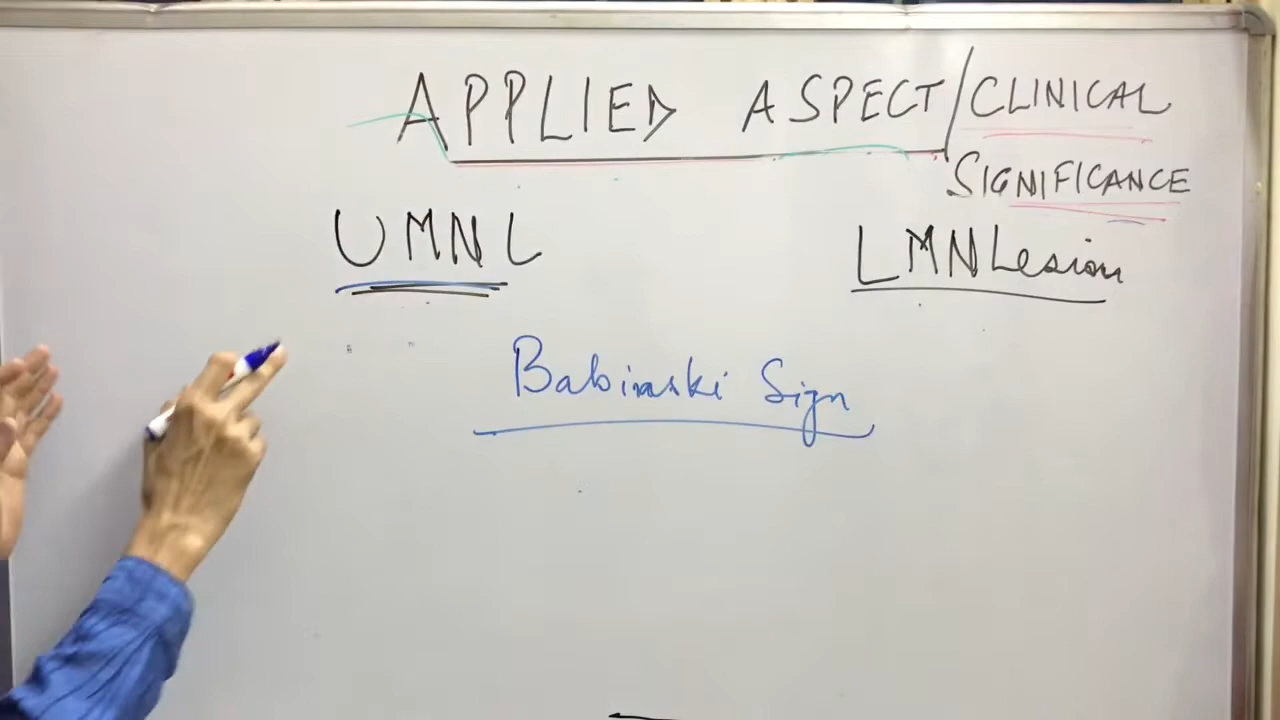 APPLIED ASPECT/CLINICAL
SIGNIFICANCE
UMNL
LMN Lesion
Babinski Sign